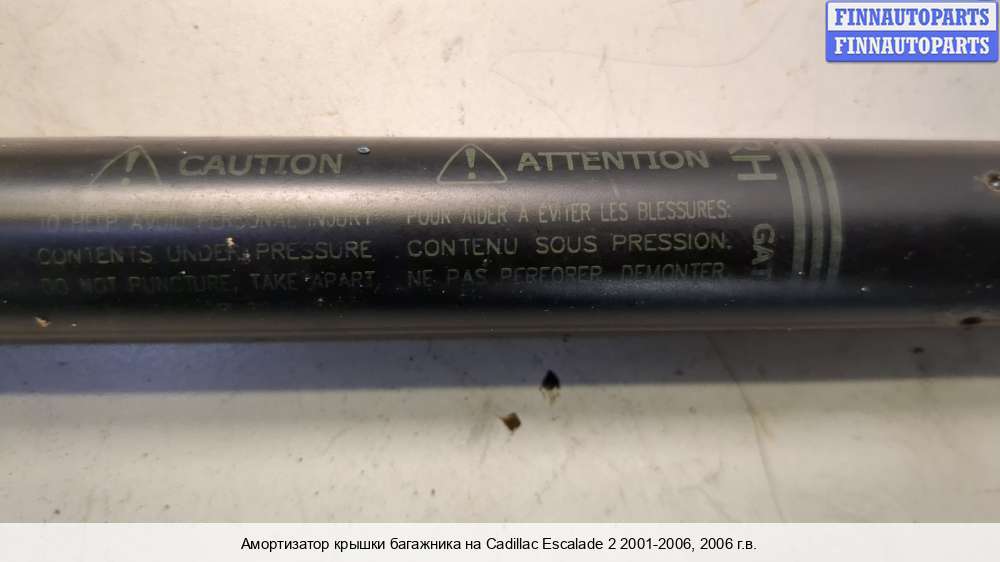 FINNAUTOPARTS
FINNAUTOPARTS
CAUTION
TO HELP AVOID PERSONAL INJURY
CONTENTS UNDER PRESSURE
DO NOT PUNCTURE, TAKE APART,
ATTENTION
POUR AIDER A EVITER LES BLESSURES:
CONTENU SOUS PRESSION.
NE PAS PERFORER, DEMONTER
RH
Амортизатор крышки багажника на Cadillac Escalade 2 2001-2006, 2006 г.в.